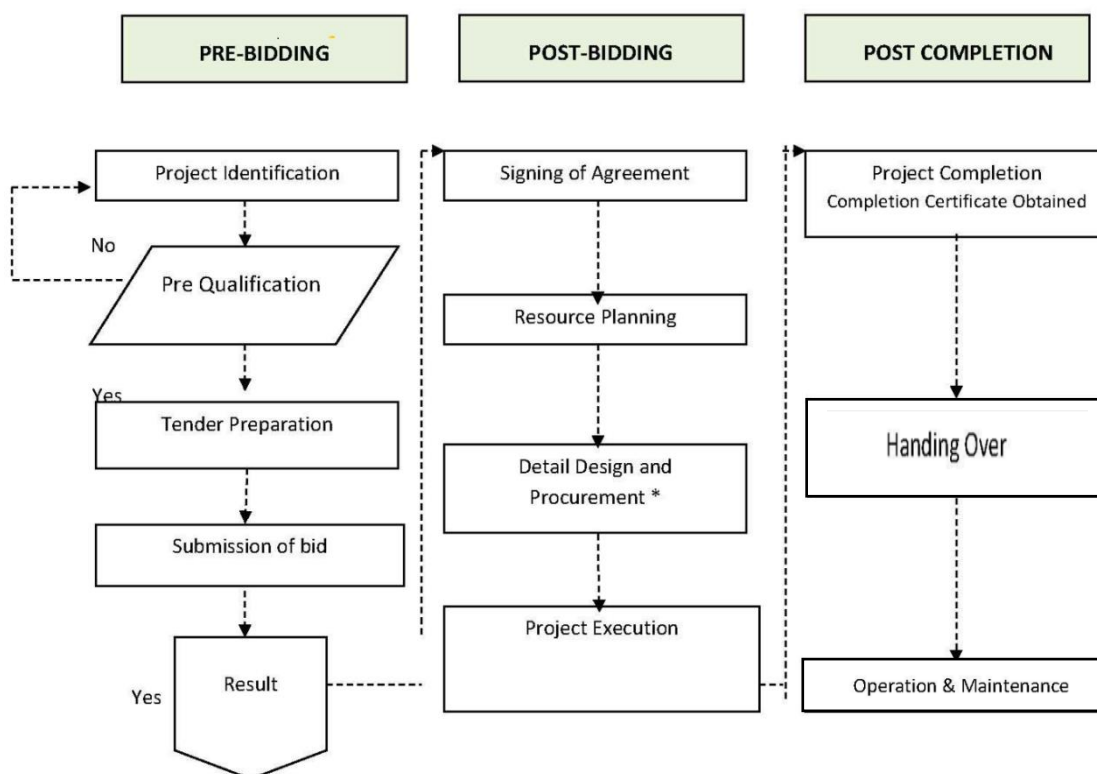 PRE-BIDDING
POST-BIDDING
POST COMPLETION
Project Identification
No
Pre Qualification
Yes
Tender Preparation
Submission of bid
Result
Yes
Signing of Agreement
Resource Planning
Detail Design and
Procurement *
Project Execution
Project Completion
Completion Certificate Obtained
Handing Over
Operation & Maintenance